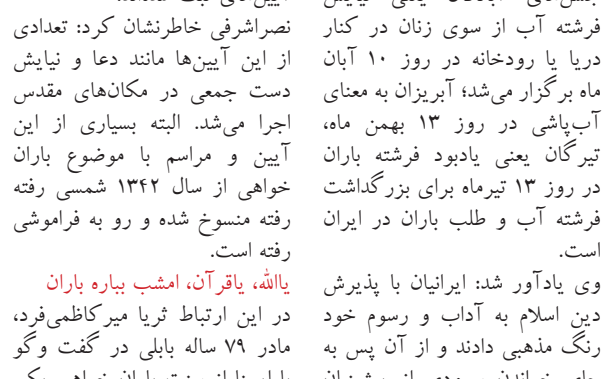 فرشته آب از سوی زنان در کنار
دریا یا رودخانه در روز ۱۰ آبان
ماه برگزار می‌شد؛ آبریزان به معنای
آب‌پاشی در روز ۱۳ بهمن ماه،
تیرگان یعنی یادبود فرشته باران
در روز ۱۳ تیرماه برای بزرگداشت
فرشته آب و طلب باران در ایران
است.
وی یادآور شد: ایرانیان با پذیرش
دین اسلام به آداب و رسوم خود
رنگ مذهبی دادند و از آن پس به
نصراشرفی خاطرنشان کرد: تعدادی
از این آیین‌ها مانند دعا و نیایش
دست جمعی در مکان‌های مقدس
اجرا می‌شد. البته بسیاری از این
آیین و مراسم با موضوع باران
خواهی از سال ۱۳۴۲ شمسی رفته
رفته منسوخ شده و رو به فراموشی
رفته است.
یاالله، یاقرآن، امشب بباره باران
در این ارتباط ثریا میرکاظمی‌فرد،
مادر ۷۹ ساله بابلی در گفت وگو